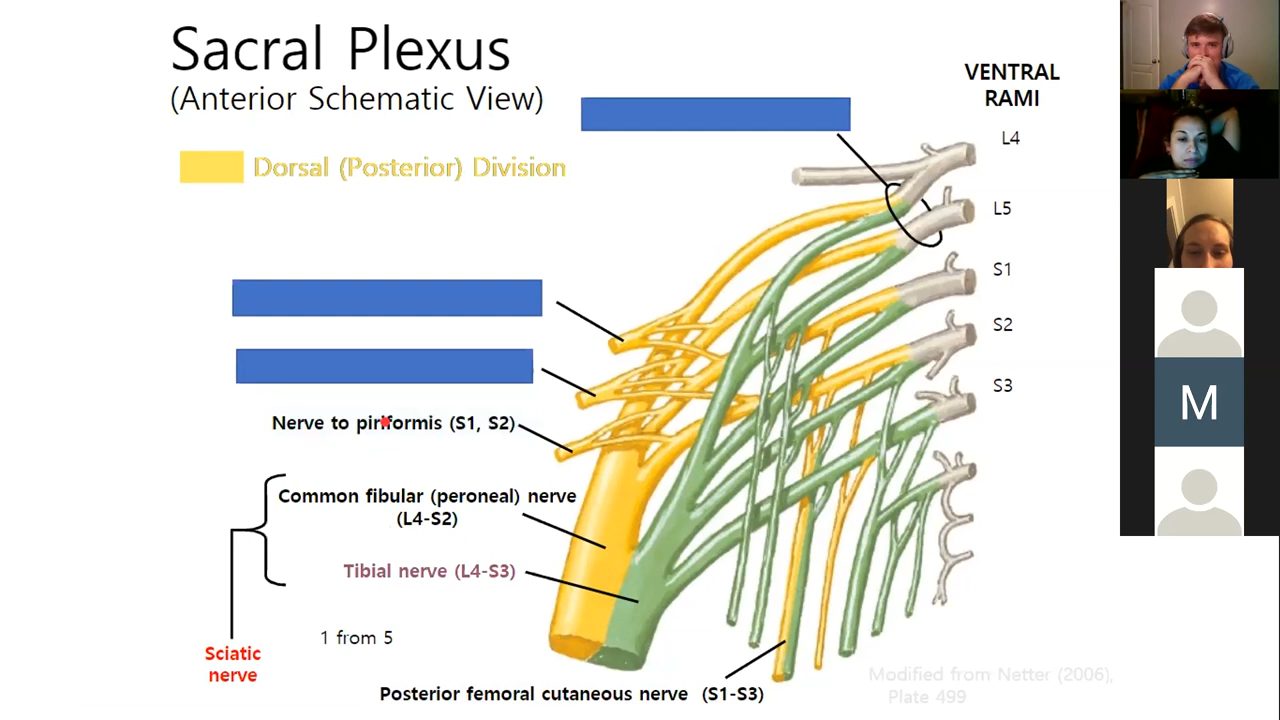 Sacral Plexus
(Anterior Schematic View)
Dorsal (Posterior) Division
VENTRAL
RAMI
L4
L5
S1
S2
S3
Nerve to piriformis (S1, S2)
Common fibular (peroneal) nerve
(L4-S2)
Tibial nerve (L4-S3)
1 from 5
Sciatic
nerve
Posterior femoral cutaneous nerve (S1-S3)
Modified from Netter (2006),
Plate 499
M